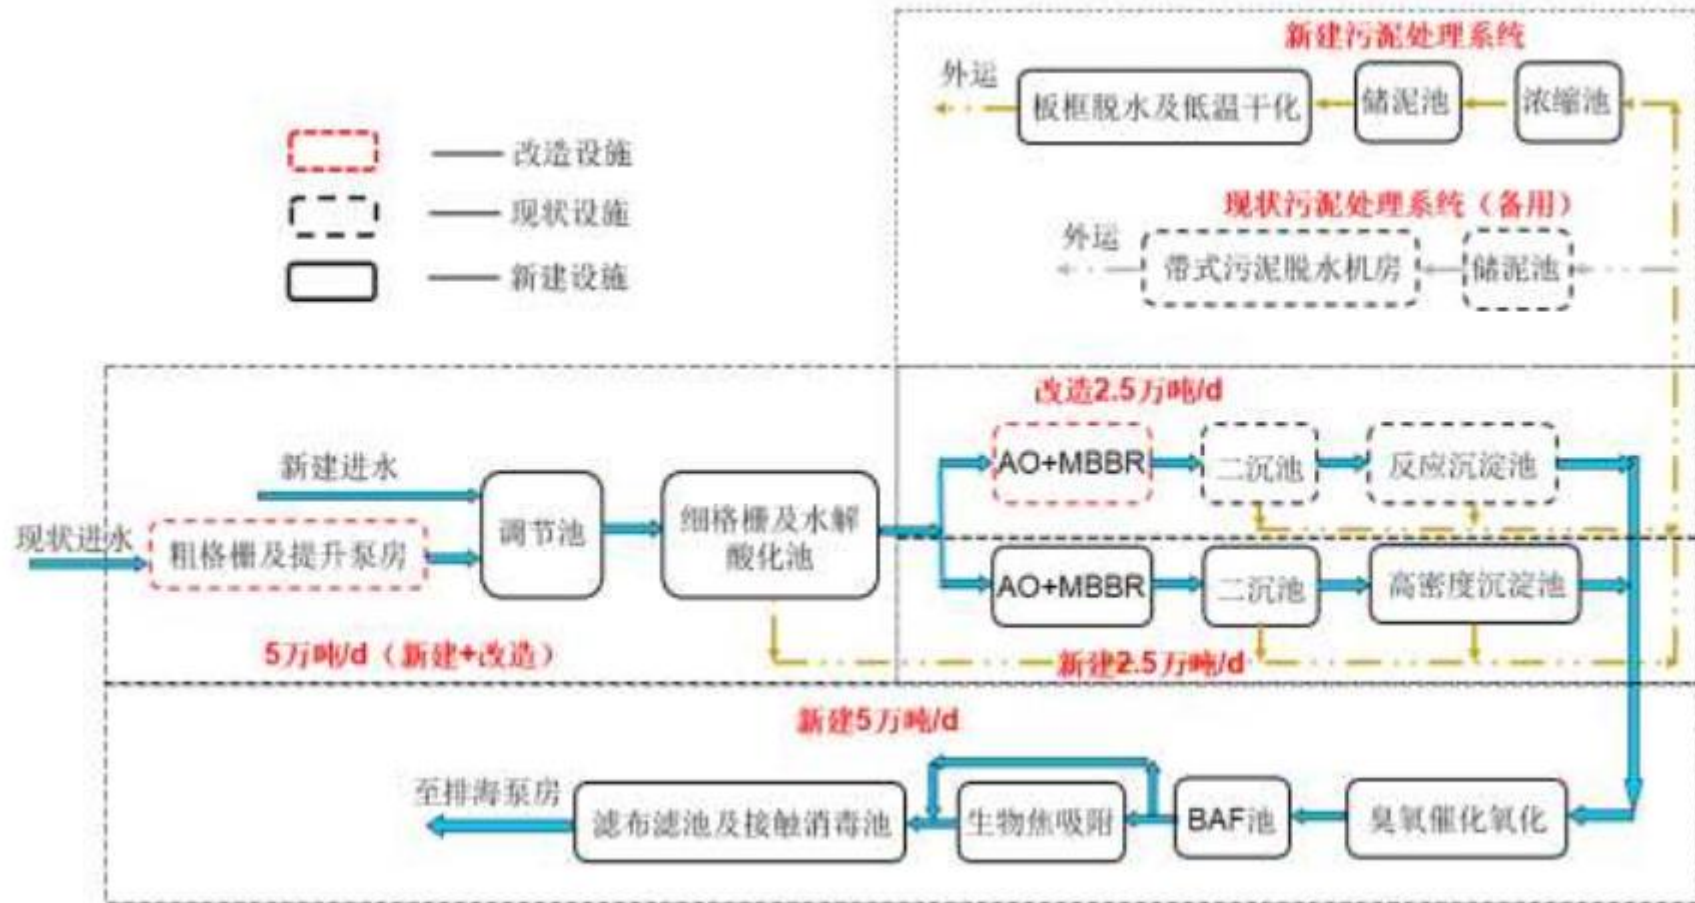 新建污泥处理系统
外运
板框脱水及低温干化
储泥池
浓缩池
改造设施
现状设施
新建设施
现状污泥处理系统（备用）
外运
带式污泥脱水机房
储泥池
改造2.5万吨/d
AO+MBBR
二沉池
反应沉淀池
新建进水
现状进水
粗格栅及提升泵房
调节池
细格栅及水解
酸化池
AO+MBBR
二沉池
高密度沉淀池
5万吨/d（新建+改造）
新建2.5万吨/d
新建5万吨/d
至排海泵房
滤布滤池及接触消毒池
生物焦吸附
BAF池
臭氧催化氧化